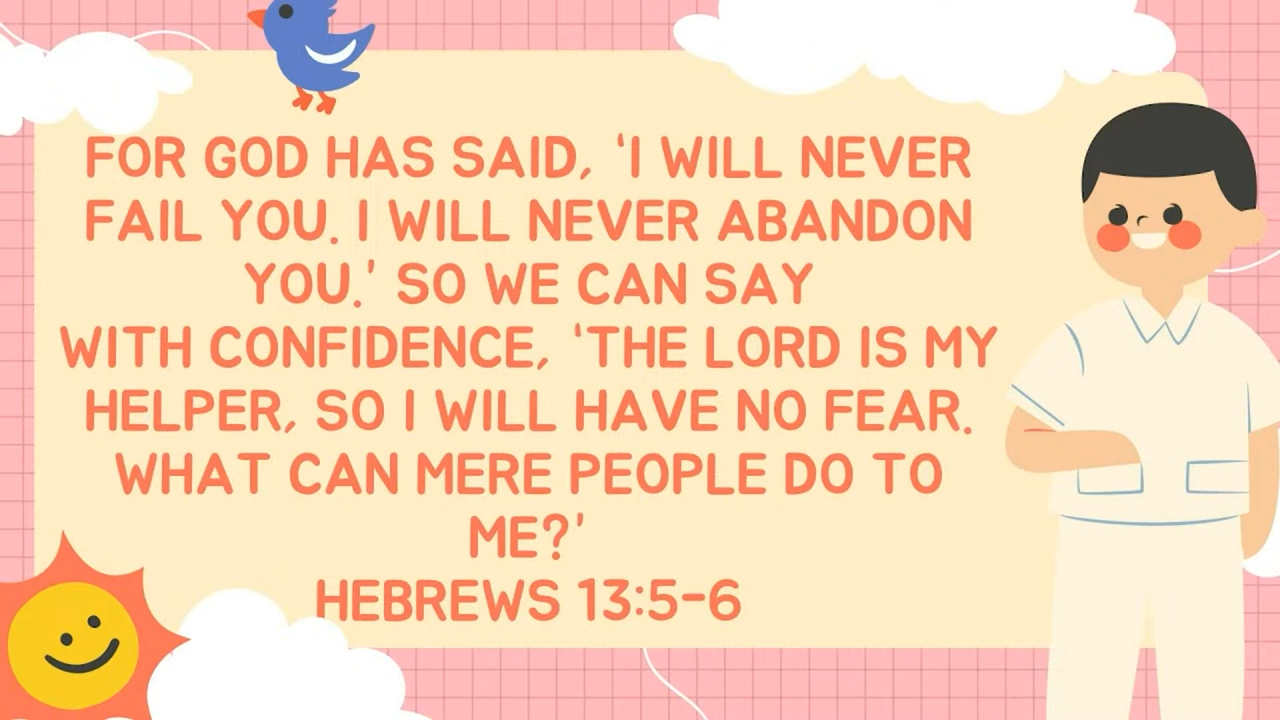 FOR GOD HAS SAID, 'I WILL NEVER
FAIL YOU. I WILL NEVER ABANDON
YOU.' SO WE CAN SAY
WITH CONFIDENCE, 'THE LORD IS MY
HELPER, SO I WILL HAVE NO FEAR.
WHAT CAN MERE PEOPLE DO TO
ME?'
HEBREWS 13:5-6